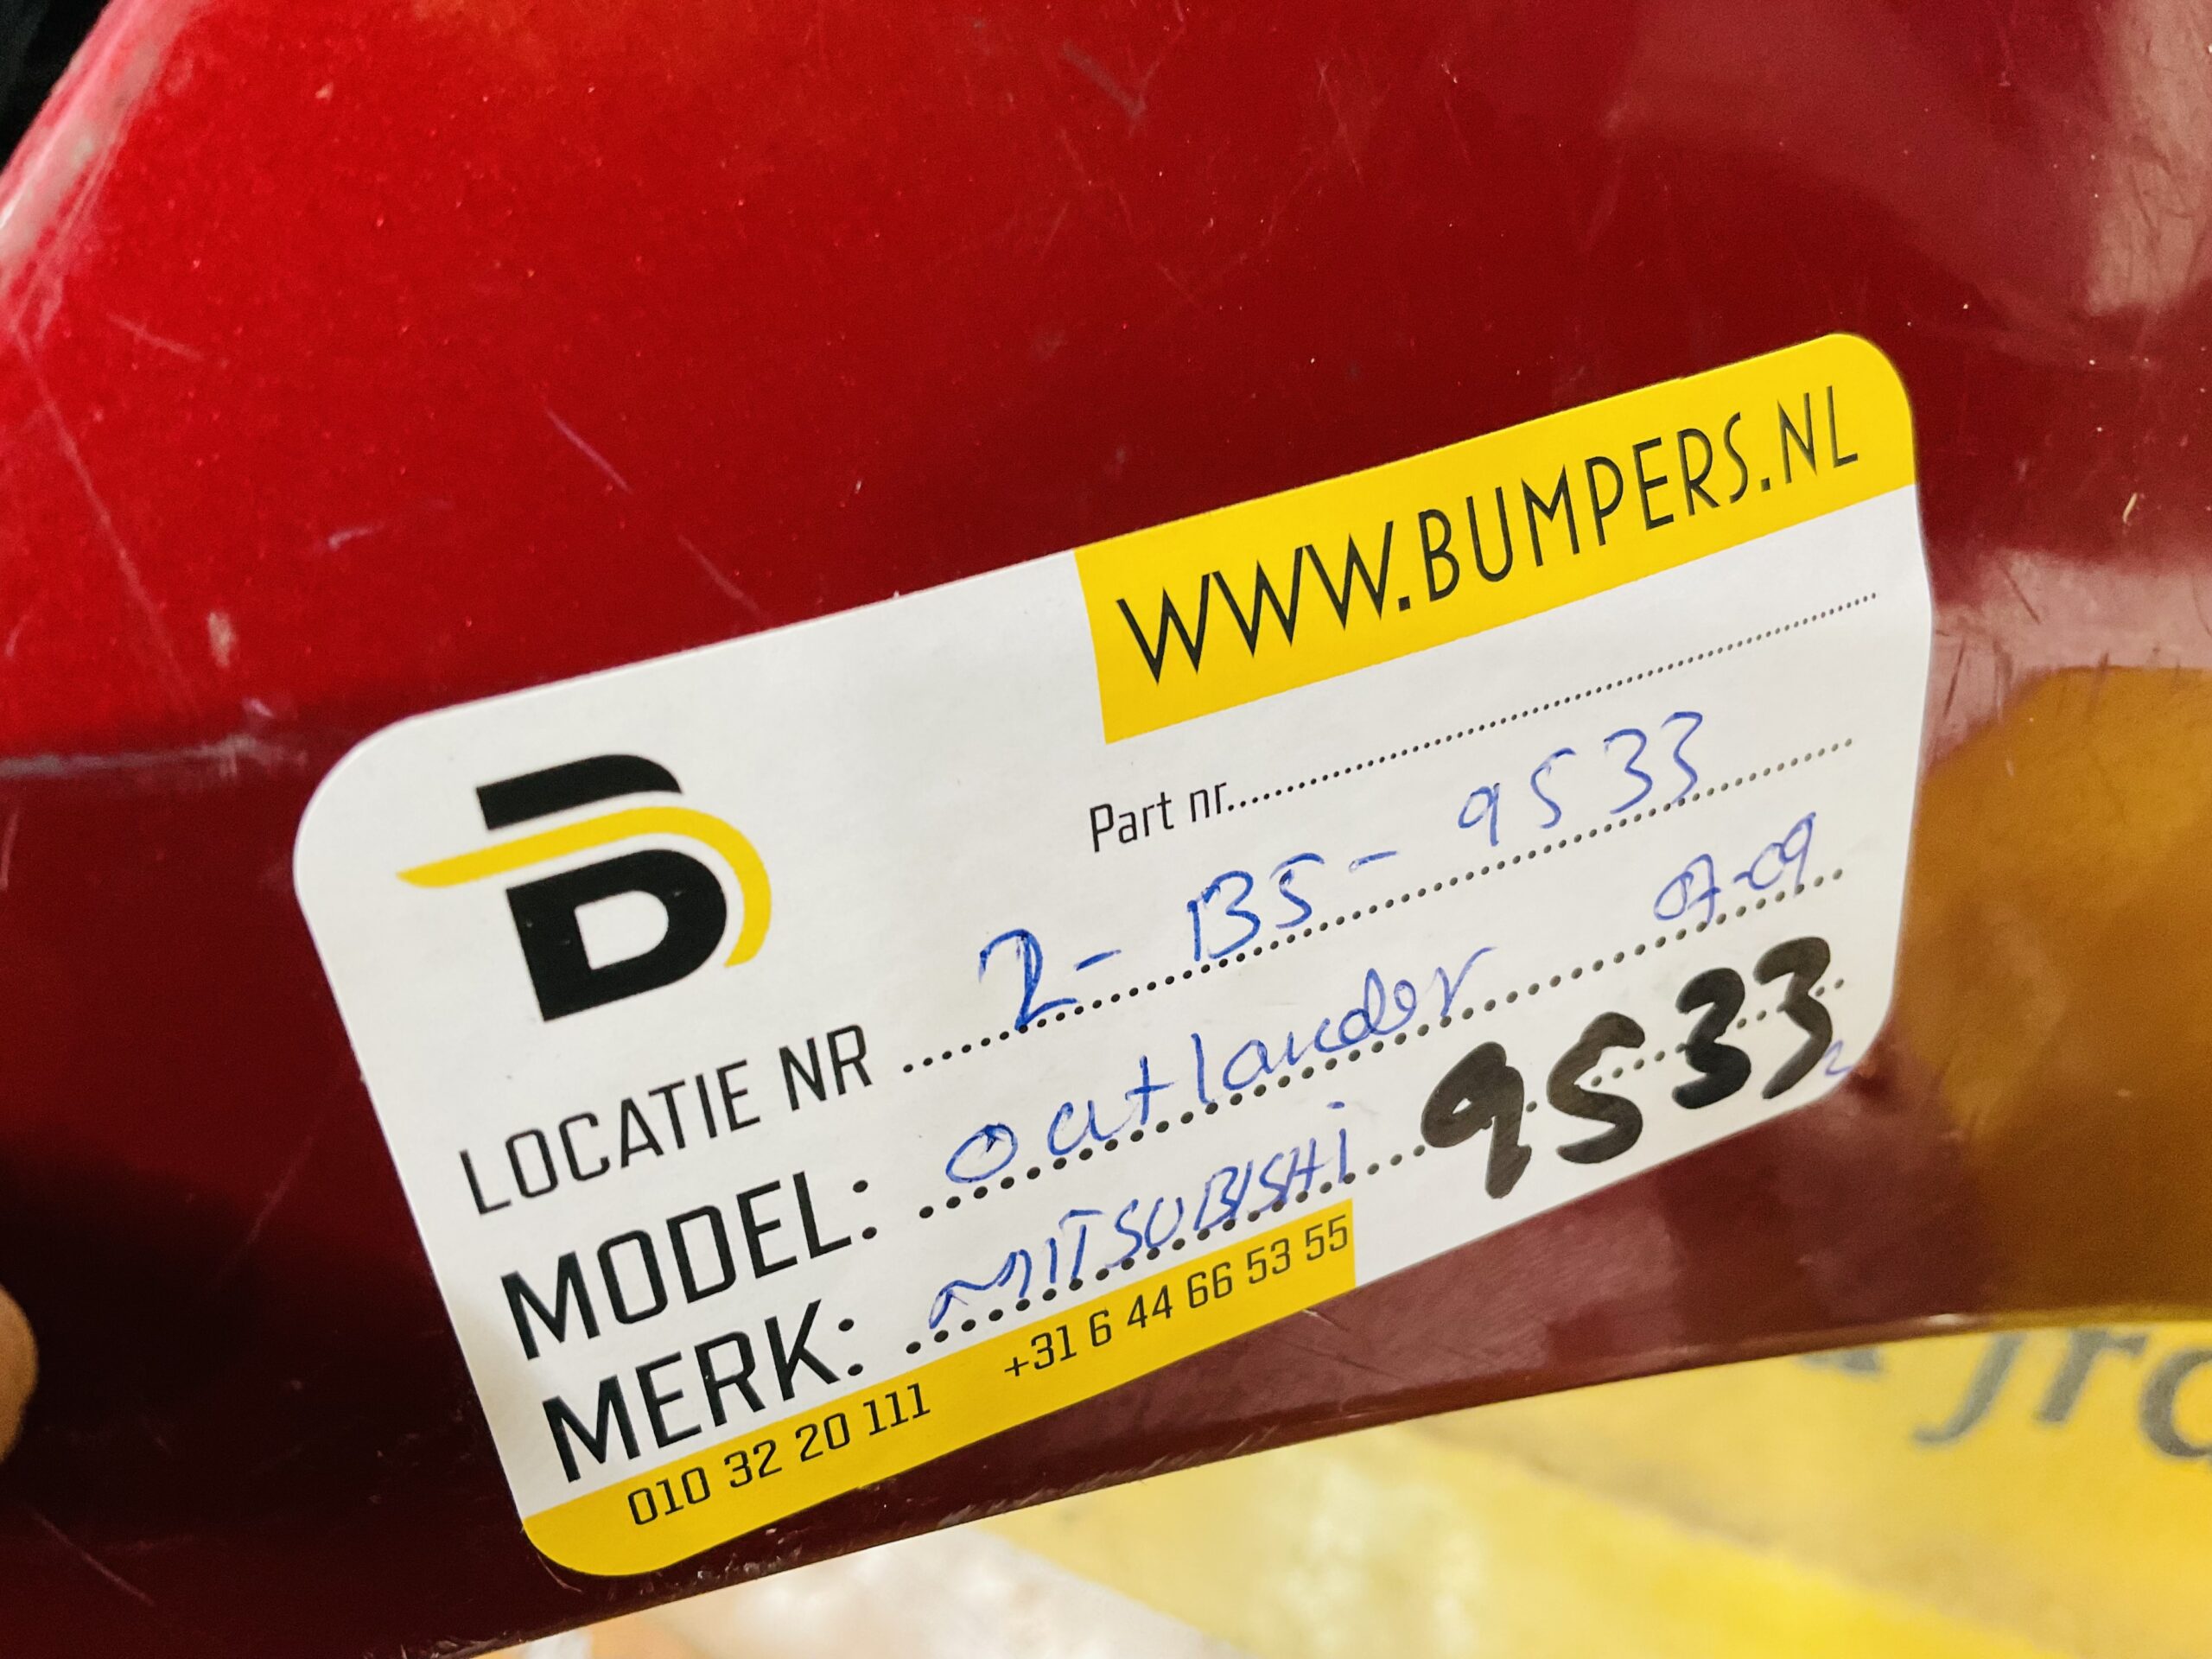 WWW.BUMPERS.NL
Part nr.
LOCATIE NR 2-BS-9533
MODEL: outlander 07-09
MERK: MITSUBISHI 9533
010 32 20 111 +31 6 44 66 53 55